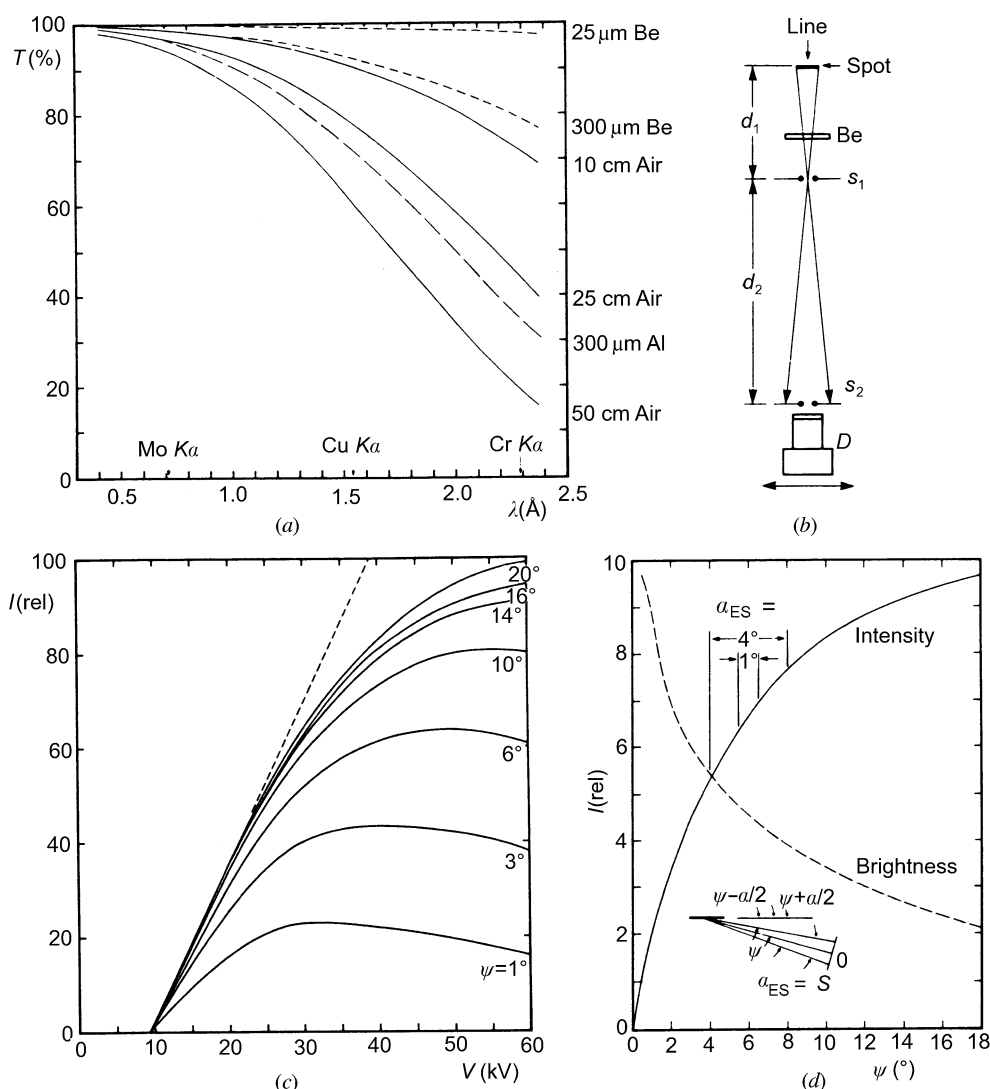 100
T(%)
80
60
40
20
0
25 μm Be
300 μm Be
10 cm Air
25 cm Air
300 μm Al
50 cm Air
Mo Kα
Cu Kα
Cr Kα
0.5
1.0
1.5
2.0
2.5
λ(Å)
(a)
Line
Spot
d1
Be
s1
d2
s2
D
(b)
100
I(rel)
80
60
40
20
0
20°
16°
14°
10°
6°
3°
ψ=1°
0
10
20
30
40
50
60
V (kV)
(c)
10
8
6
4
2
0
I(rel)
αES =
4°
1°
Intensity
Brightness
ψ−α/2
ψ+α/2
ψ
0
αES = S
0
2
4
6
8
10
12
14
16
18
ψ (°)
(d)